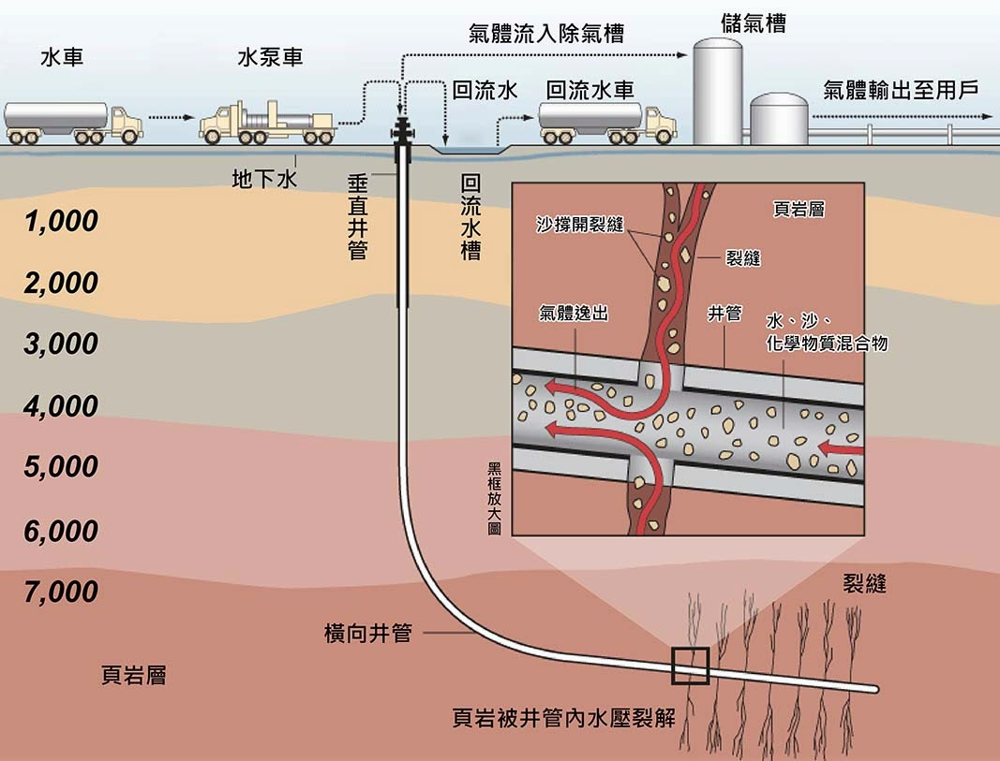 氣體流入除氣槽
儲氣槽
水車
水泵車
回流水
回流水車
氣體輸出至用戶
地下水
垂直井管
回流水槽
1,000
2,000
3,000
4,000
5,000
6,000
7,000
頁岩層
沙撐開裂縫
裂縫
氣體逸出
井管
水、沙、
化學物質混合物
黑框放大圖
裂縫
橫向井管
頁岩層
頁岩被井管內水壓裂解